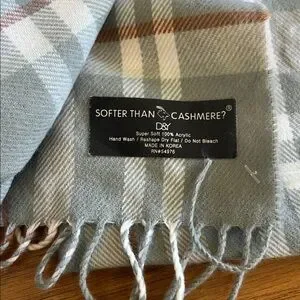 SOFTER THAN CASHMERE?®
D&Y
Super Soft 100% Acrylic
Hand Wash / Reshape Dry Flat / Do Not Bleach
MADE IN KOREA
RN#54976